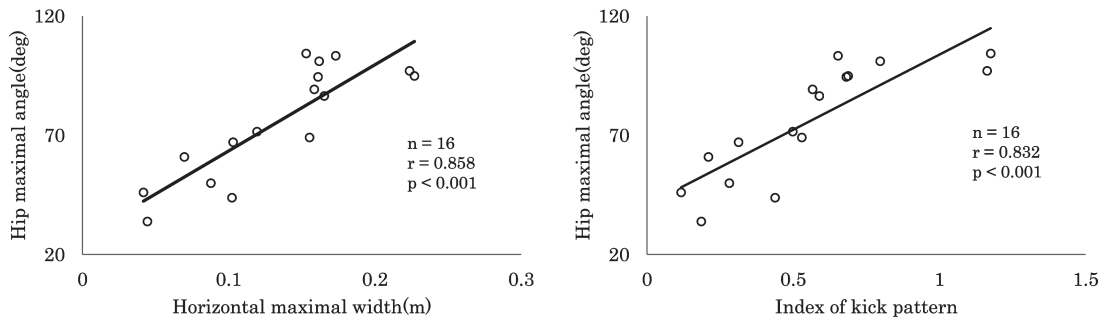 120
70
20
Hip maximal angle(deg)
0
0.1
0.2
0.3
Horizontal maximal width(m)
n = 16
r = 0.858
p < 0.001
120
70
20
Hip maximal angle(deg)
0
0.5
1
1.5
Index of kick pattern
n = 16
r = 0.832
p < 0.001